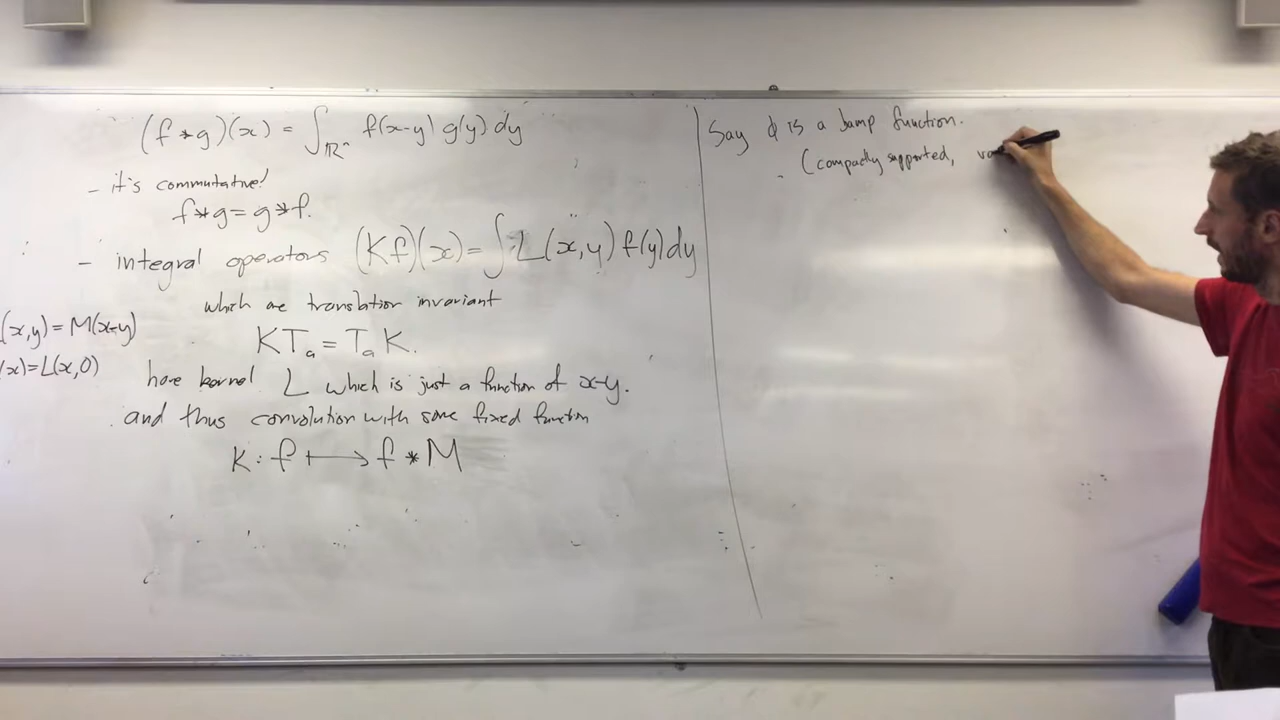 (f * g)(x) = ∫_ℝⁿ f(x-y) g(y) dy
- it's commutative!
f*g = g*f.
- integral operators (Kf)(x) = ∫ L(x,y) f(y) dy
which are translation invariant
(x,y) = M(x-y)
KTₐ = TₐK.
(x) = L(x,0)
have kernel L which is just a function of x-y.
and thus convolution with some fixed function
K : f ⟼ f * M
Say ϕ is a bump function.
(compactly supported,